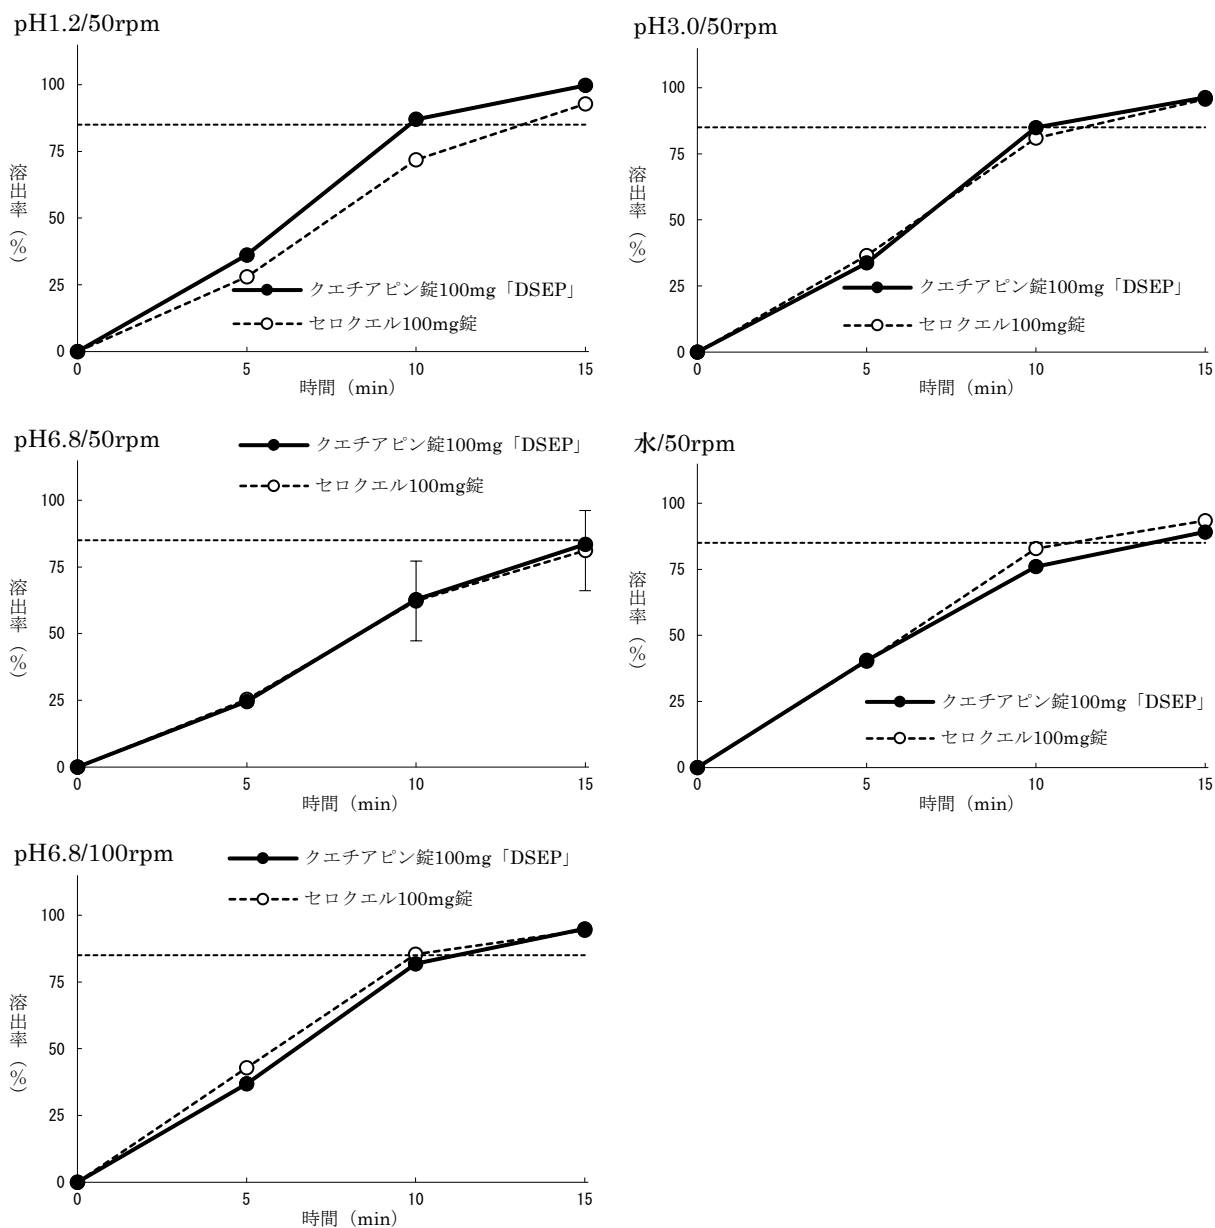 pH1.2/50rpm
100
75
50
25
0
溶出率（%）
クエチアピン錠100mg「DSEP」
セロクエル100mg錠
0 5 10 15
時間（min）
pH3.0/50rpm
100
75
50
25
0
溶出率（%）
クエチアピン錠100mg「DSEP」
セロクエル100mg錠
0 5 10 15
時間（min）
pH6.8/50rpm
クエチアピン錠100mg「DSEP」
セロクエル100mg錠
100
75
50
25
0
溶出率（%）
0 5 10 15
時間（min）
水/50rpm
100
75
50
25
0
溶出率（%）
クエチアピン錠100mg「DSEP」
セロクエル100mg錠
0 5 10 15
時間（min）
pH6.8/100rpm
クエチアピン錠100mg「DSEP」
セロクエル100mg錠
100
75
50
25
0
溶出率（%）
0 5 10 15
時間（min）